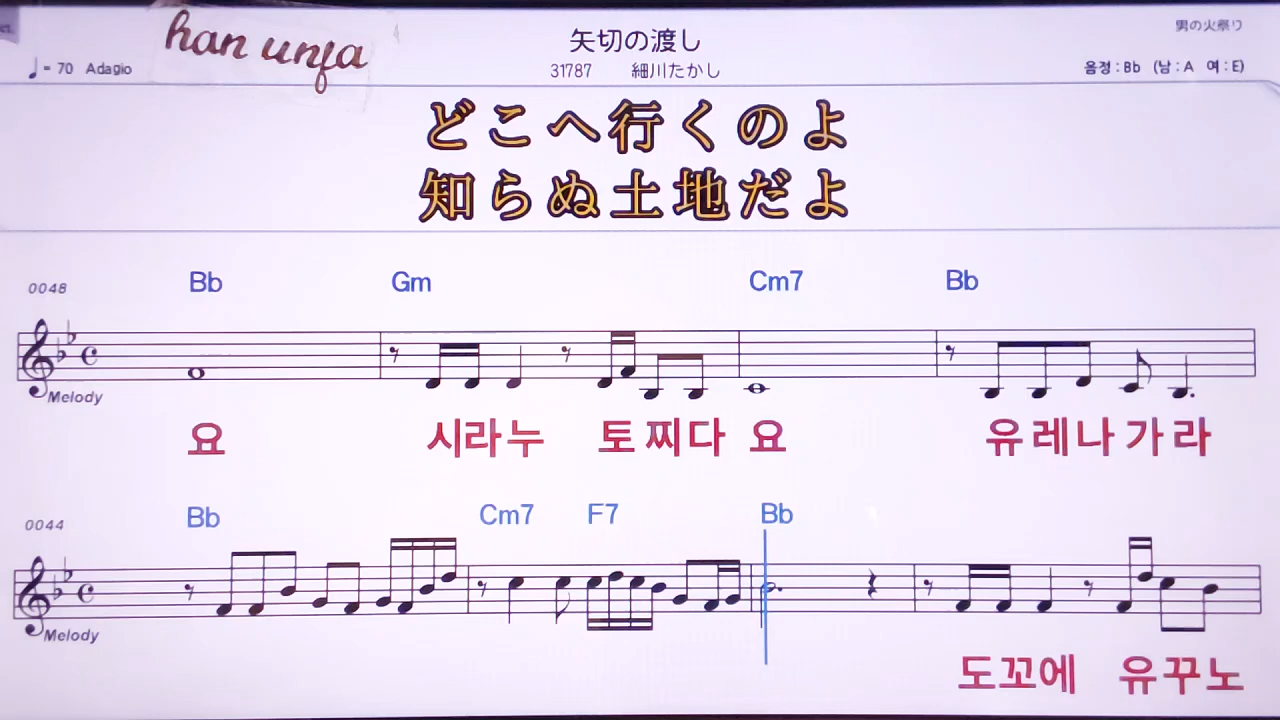 han unfa
矢切の渡し
男の火祭り
♩= 70 Adagio
31787 細川たかし
음정 : Bb (남 : A 여 : E)
どこへ行くのよ
知らぬ土地だよ
0048 Bb Gm Cm7 Bb
Melody
요 시라누 토찌다 요 유레나가라
0044 Bb Cm7 F7 Bb
Melody
도꼬에 유꾸노